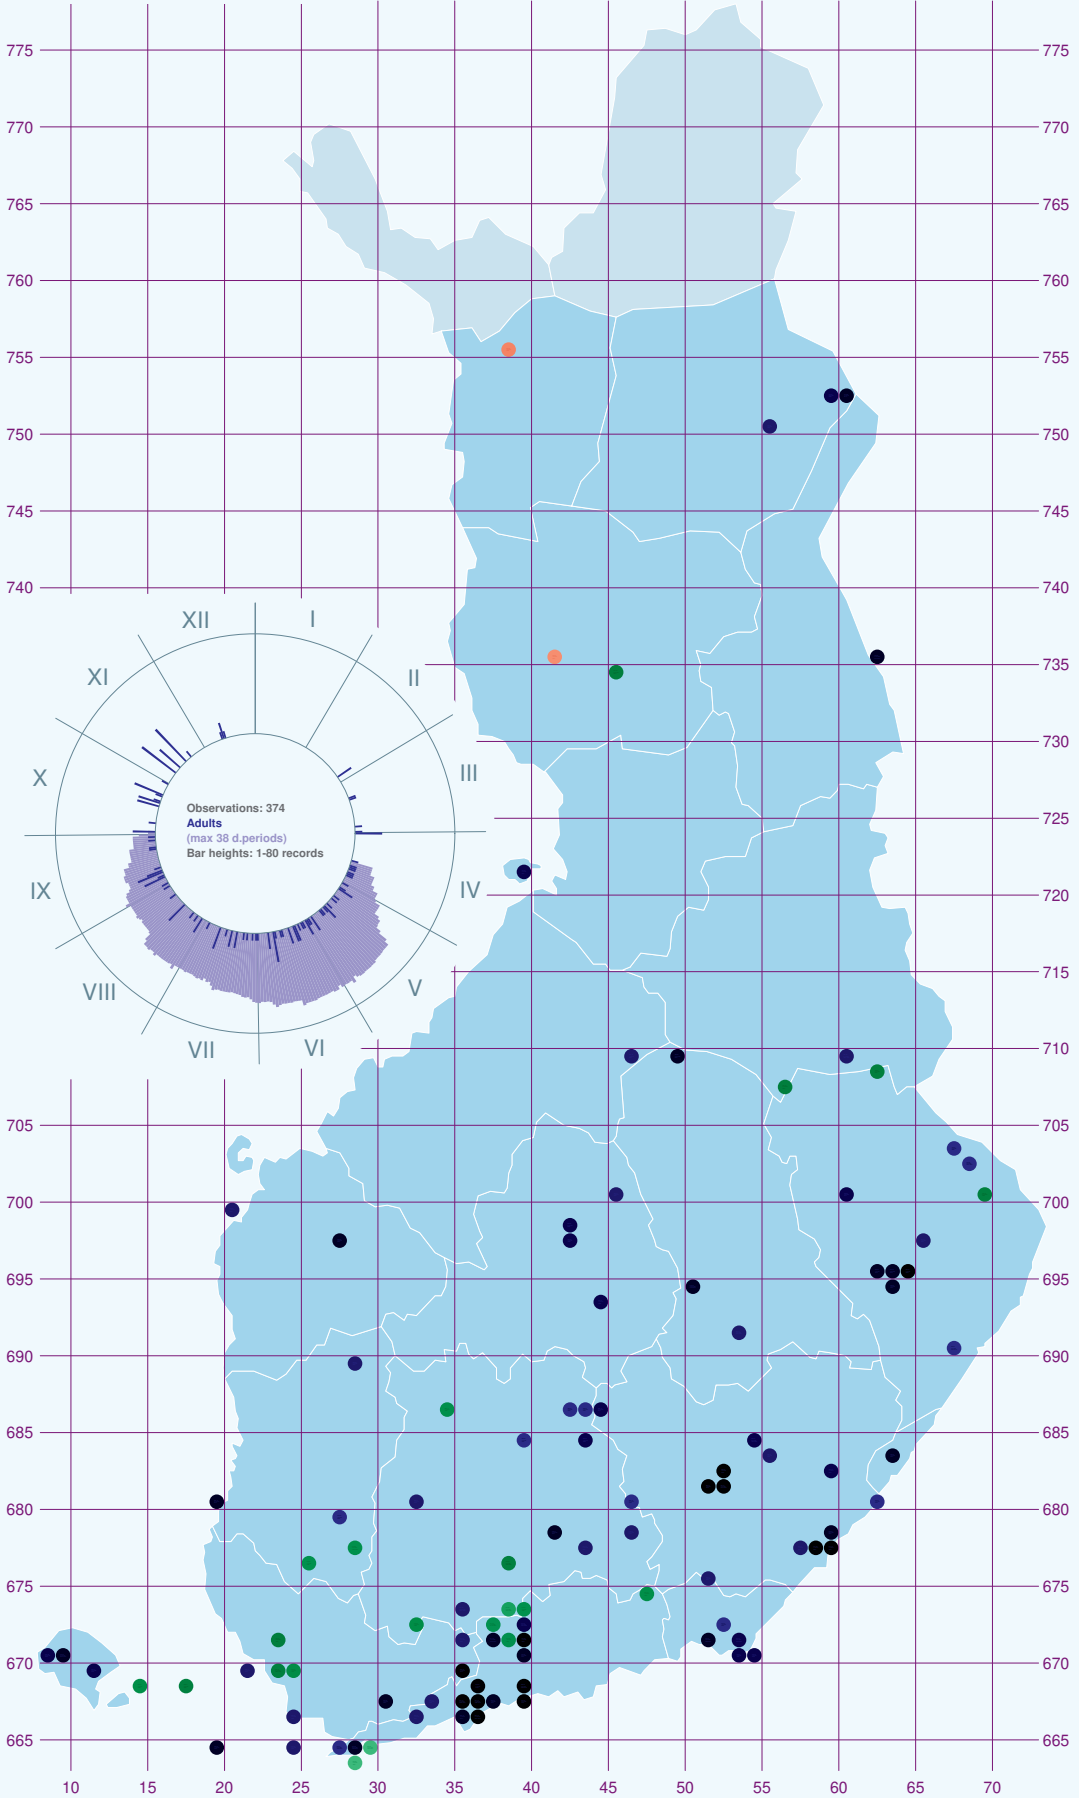 775 775
770 770
765 765
760 760
755 755
750 750
745 745
740 740
XII I
735 735
XI II
730 730
X III
Observations: 374
725 725
Adults
(max 38 d.periods)
Bar heights: 1-80 records
IX IV
720 720
715 715
VIII V
VII VI
710 710
705 705
700 700
695 695
690 690
685 685
680 680
675 675
670 670
665 665
10 15 20 25 30 35 40 45 50 55 60 65 70